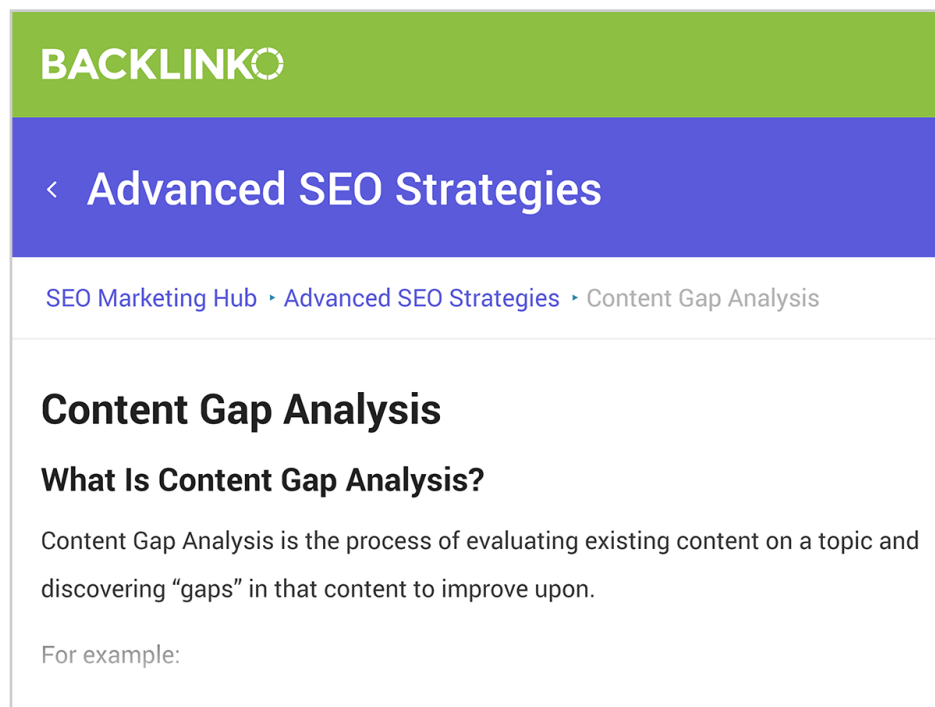 BACKLINKO
Advanced SEO Strategies
SEO Marketing Hub ‣ Advanced SEO Strategies ‣ Content Gap Analysis
Content Gap Analysis
What Is Content Gap Analysis?
Content Gap Analysis is the process of evaluating existing content on a topic and
discovering “gaps” in that content to improve upon.
For example: